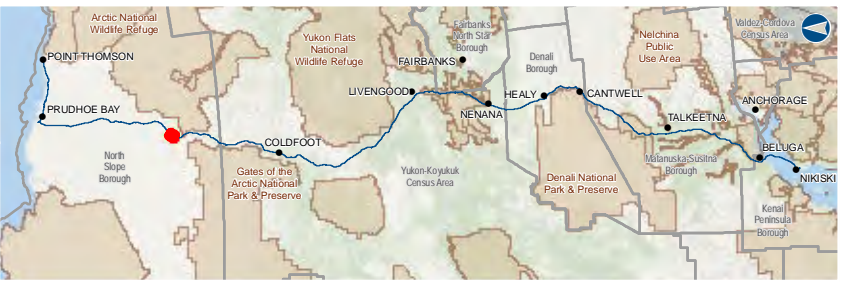 Arctic National
Wildlife Refuge
POINT THOMSON
PRUDHOE BAY
North
Slope
Borough
COLDFOOT
Gates of the
Arctic National
Park & Preserve
Yukon Flats
National
Wildlife Refuge
LIVENGOOD
Fairbanks
North Star
Borough
FAIRBANKS
NENANA
Yukon-Koyukuk
Census Area
Denali
Borough
HEALY
CANTWELL
Denali National
Park & Preserve
Nelchina
Public
Use Area
TALKEETNA
Matanuska-Susitna
Borough
Valdez-Cordova
Census Area
ANCHORAGE
BELUGA
NIKISKI
Kenai
Peninsula
Borough